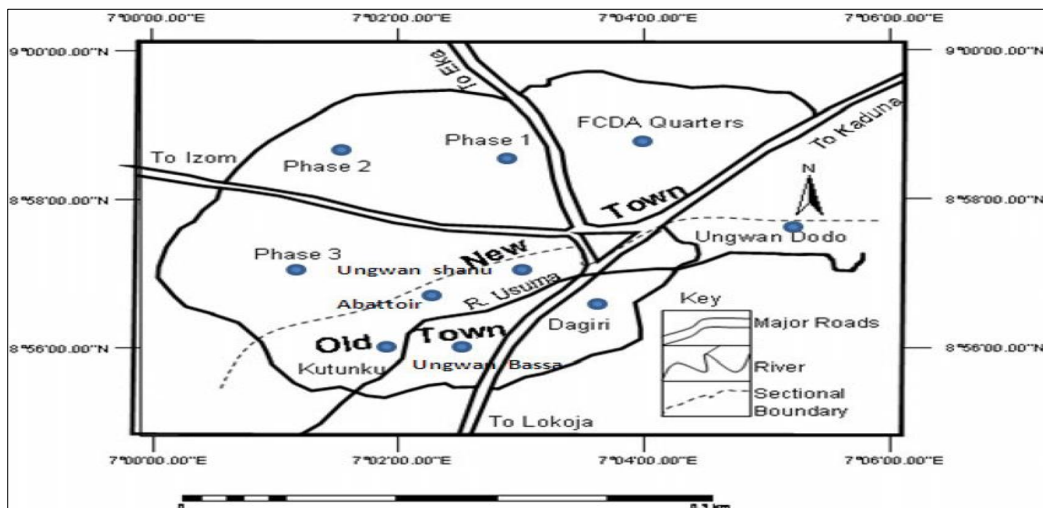 7°00'00.00"E
7°02'00.00"E
7°04'00.00"E
7°06'00.00"E
9°00'00.00"N
9°00'00.00"N
To Eka
FCDA Quarters
Phase 1
To Kaduna
To Izom
Phase 2
N
8°58'00.00"N
8°58'00.00"N
Town
New
Ungwan Dodo
Phase 3
Ungwan shanu
R. Usuma
Abattoir
Key
Dagiri
Major Roads
Old Town
8°56'00.00"N
8°56'00.00"N
Kutunku
Ungwan Bassa
River
Sectional
Boundary
To Lokoja
7°00'00.00"E
7°02'00.00"E
7°04'00.00"E
7°06'00.00"E